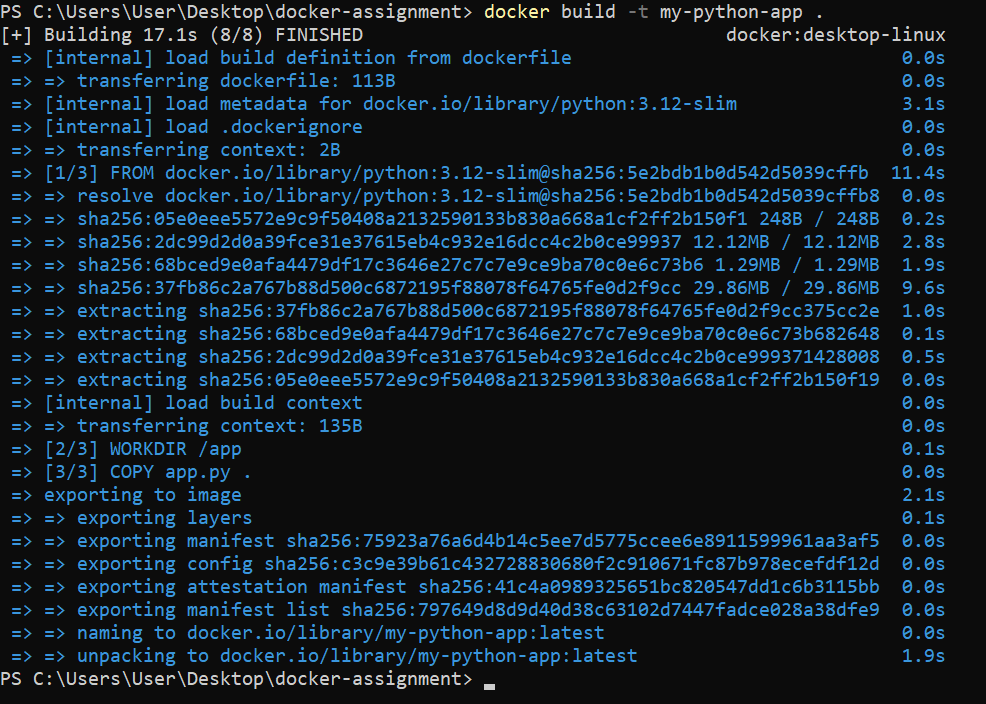 PS C:\Users\User\Desktop\docker-assignment> docker build -t my-python-app .
[+] Building 17.1s (8/8) FINISHED docker:desktop-linux
=> [internal] load build definition from dockerfile 0.0s
=> => transferring dockerfile: 113B 0.0s
=> [internal] load metadata for docker.io/library/python:3.12-slim 3.1s
=> [internal] load .dockerignore 0.0s
=> => transferring context: 2B 0.0s
=> [1/3] FROM docker.io/library/python:3.12-slim@sha256:5e2bdb1b0d542d5039cffb 11.4s
=> => resolve docker.io/library/python:3.12-slim@sha256:5e2bdb1b0d542d5039cffb8 0.0s
=> => sha256:05e0eee5572e9c9f50408a2132590133b830a668a1cf2ff2b150f1 248B / 248B 0.2s
=> => sha256:2dc99d2d0a39fce31e37615eb4c932e16dcc4c2b0ce99937 12.12MB / 12.12MB 2.8s
=> => sha256:68bced9e0afa4479df17c3646e27c7c7e9ce9ba70c0e6c73b6 1.29MB / 1.29MB 1.9s
=> => sha256:37fb86c2a767b88d500c6872195f88078f64765fe0d2f9cc 29.86MB / 29.86MB 9.6s
=> => extracting sha256:37fb86c2a767b88d500c6872195f88078f64765fe0d2f9cc375cc2e 1.0s
=> => extracting sha256:68bced9e0afa4479df17c3646e27c7c7e9ce9ba70c0e6c73b682648 0.1s
=> => extracting sha256:2dc99d2d0a39fce31e37615eb4c932e16dcc4c2b0ce999371428008 0.5s
=> => extracting sha256:05e0eee5572e9c9f50408a2132590133b830a668a1cf2ff2b150f19 0.0s
=> [internal] load build context 0.0s
=> => transferring context: 135B 0.0s
=> [2/3] WORKDIR /app 0.1s
=> [3/3] COPY app.py . 0.0s
=> exporting to image 2.1s
=> => exporting layers 0.1s
=> => exporting manifest sha256:75923a76a6d4b14c5ee7d5775ccee6e8911599961aa3af5 0.0s
=> => exporting config sha256:c3c9e39b61c432728830680f2c910671fc87b978ecefdf12d 0.0s
=> => exporting attestation manifest sha256:41c4a0989325651bc820547dd1c6b3115bb 0.0s
=> => exporting manifest list sha256:797649d8d9d40d38c63102d7447fadce028a38dfe9 0.0s
=> => naming to docker.io/library/my-python-app:latest 0.0s
=> => unpacking to docker.io/library/my-python-app:latest 1.9s
PS C:\Users\User\Desktop\docker-assignment>